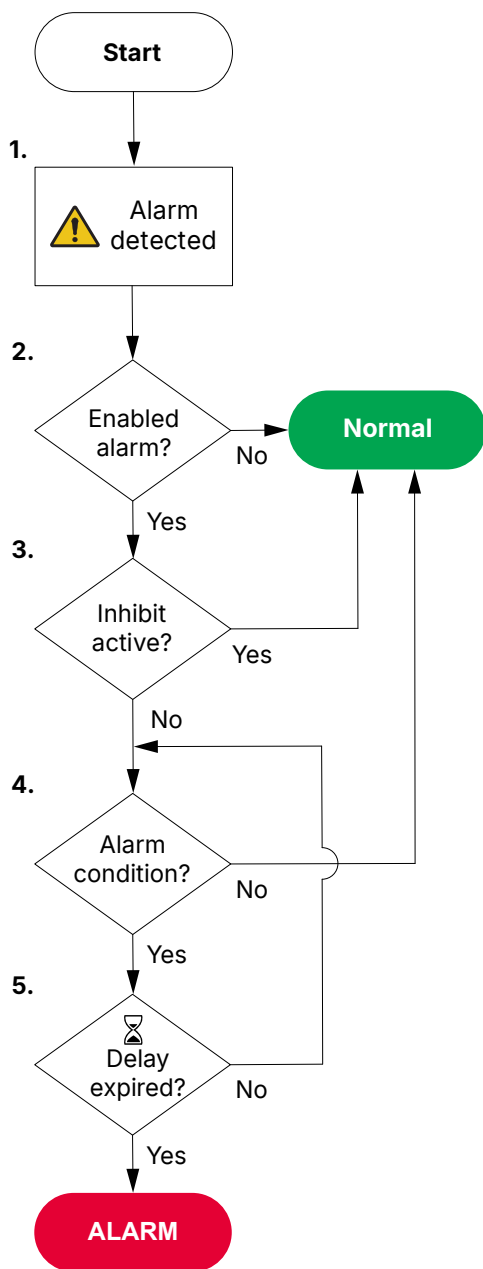 Start
1.
Alarm
detected
2.
Enabled
alarm?
No
Normal
Yes
3.
Inhibit
active?
Yes
No
4.
Alarm
condition?
No
Yes
5.
Delay
expired?
No
Yes
ALARM